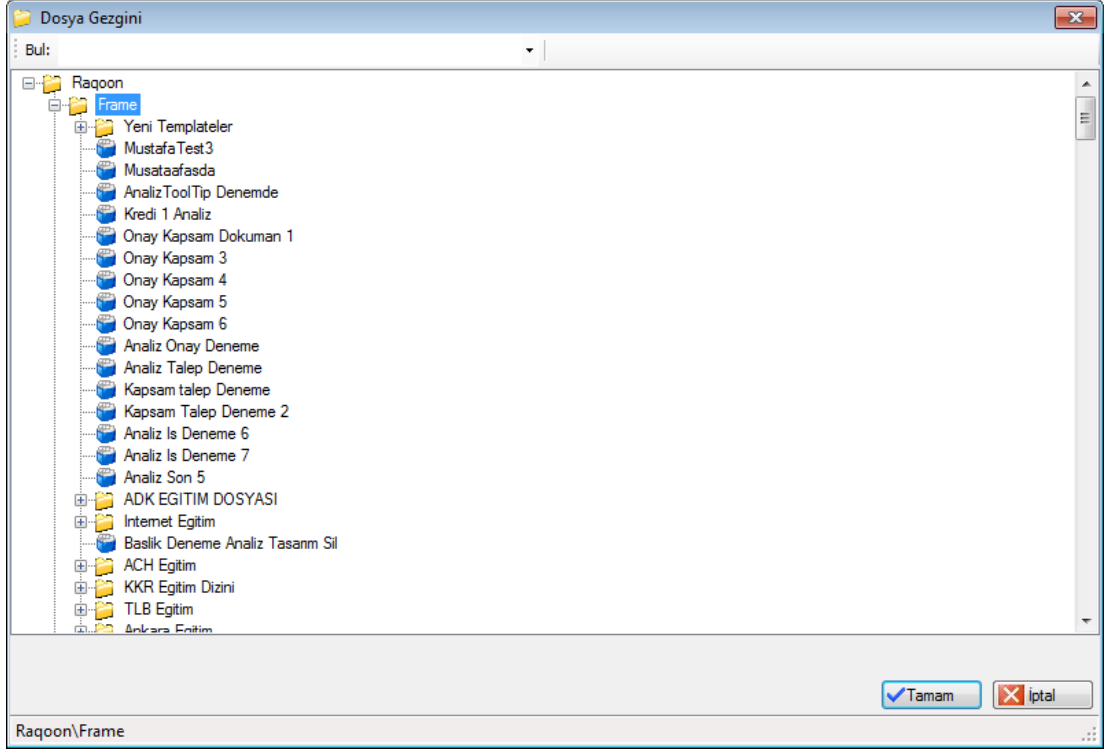 Dosya Gezgini
Bul:
Raqoon
Frame
Yeni Templateler
MustafaTest3
Musataafasda
AnalizToolTip Denemde
Kredi 1 Analiz
Onay Kapsam Dokuman 1
Onay Kapsam 3
Onay Kapsam 4
Onay Kapsam 5
Onay Kapsam 6
Analiz Onay Deneme
Analiz Talep Deneme
Kapsam talep Deneme
Kapsam Talep Deneme 2
Analiz Is Deneme 6
Analiz Is Deneme 7
Analiz Son 5
ADK EGITIM DOSYASI
Internet Egitim
Baslik Deneme Analiz Tasarım Sil
ACH Egitim
KKR Egitim Dizini
TLB Egitim
Ankara Egitim
Tamam
İptal
Raqoon\Frame